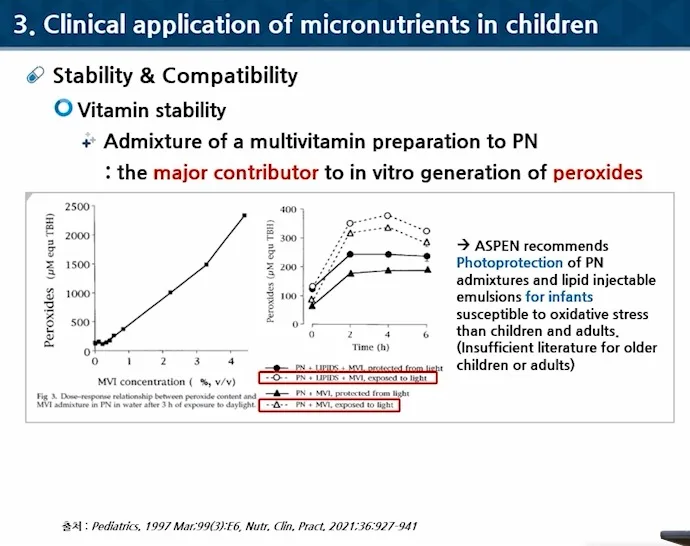 3. Clinical application of micronutrients in children
Stability & Compatibility
Vitamin stability
Admixture of a multivitamin preparation to PN
: the major contributor to in vitro generation of peroxides
Peroxides (µM equ TBH)
2500
2000
1500
1000
500
0
0 1 2 3 4
MVI concentration ( %, v/v)
Fig 3. Dose–response relationship between peroxide content and
MVI admixture in PN in water after 3 h of exposure to daylight.
Peroxides (µM equ TBH)
400
300
200
100
0
0 2 4 6
Time (h)
PN + LIPIDS + MVI, protected from light
PN + LIPIDS + MVI, exposed to light
PN + MVI, protected from light
PN + MVI, exposed to light
→ ASPEN recommends
Photoprotection of PN
admixtures and lipid injectable
emulsions for infants
susceptible to oxidative stress
than children and adults.
(Insufficient literature for older
children or adults)
출처 : Pediatrics. 1997 Mar;99(3):E6, Nutr. Clin. Pract. 2021;36:927-941